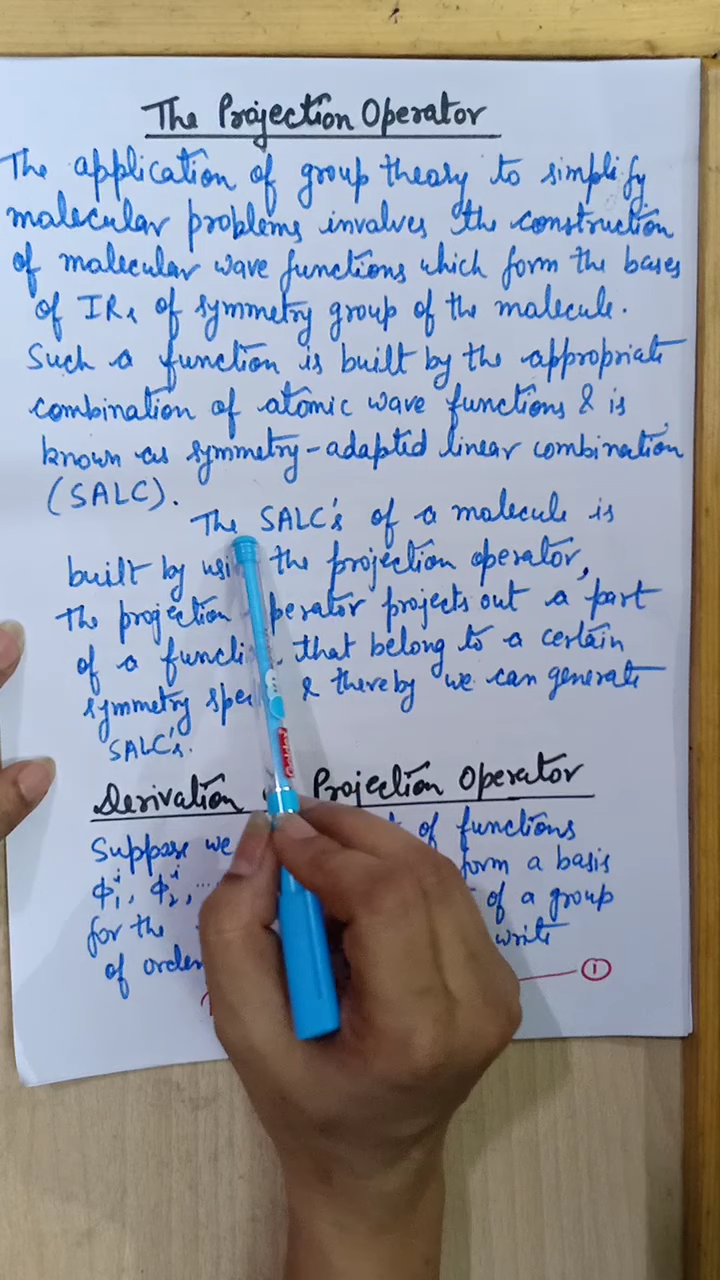 The Projection Operator
The application of group theory to simplify
molecular problems involves the construction
of molecular wave functions which form the bases
of IRs of symmetry group of the molecule.
Such a function is built by the appropriate
combination of atomic wave functions & is
known as symmetry-adapted linear combination
(SALC).
The SALC's of a molecule is
built by the projection operator,
The projection operator projects out a part
of a that belong to a certain
symmetry & thereby we can generate
SALC's.
Derivation Projection Operator
Suppose we of functions
ϕ₁ⁱ, ϕ₂ⁱ, ... form a basis
for the of a group
of order write
1